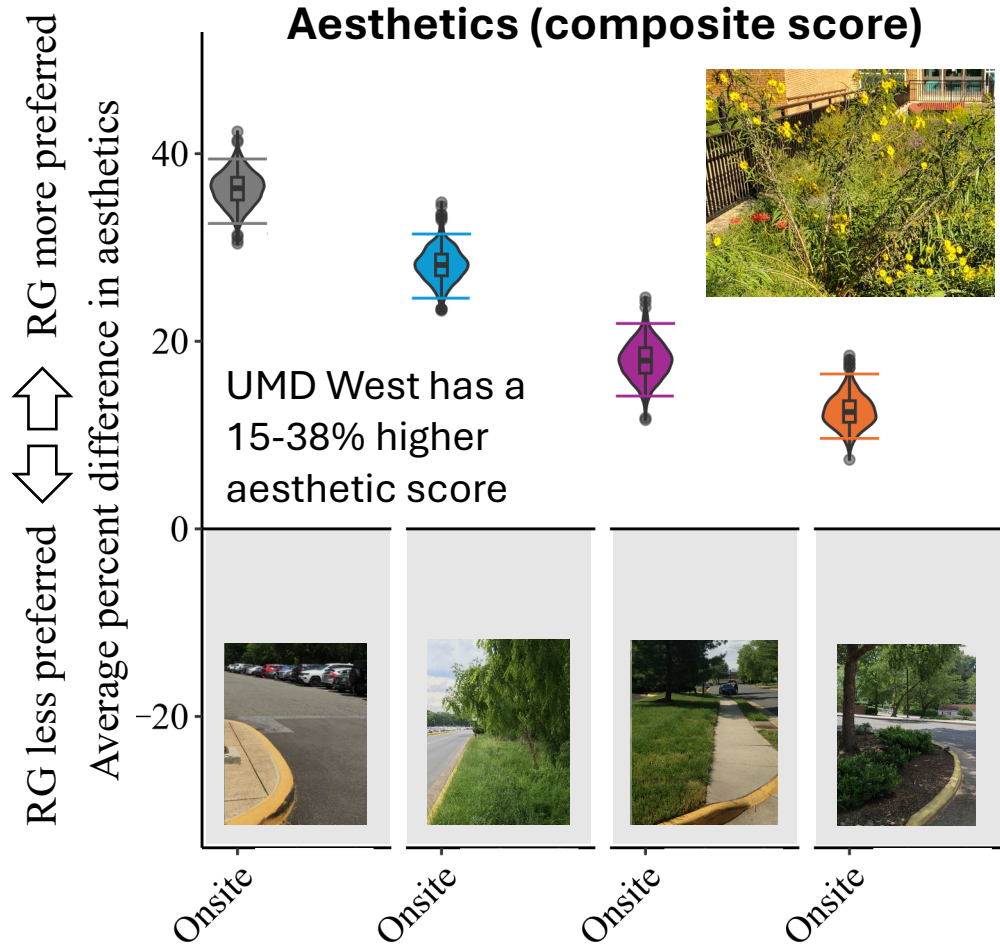 Aesthetics (composite score)
RG more preferred
RG less preferred
Average percent difference in aesthetics
40
20
0
−20
UMD West has a
15-38% higher
aesthetic score
Onsite
Onsite
Onsite
Onsite